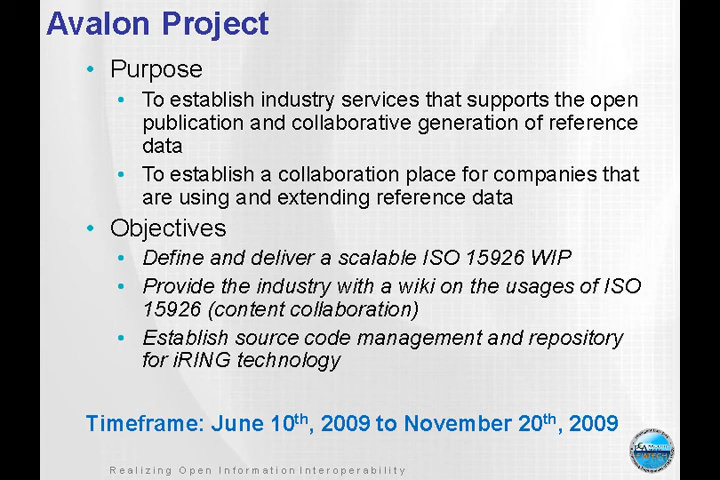 Avalon Project
• Purpose
• To establish industry services that supports the open
publication and collaborative generation of reference
data
• To establish a collaboration place for companies that
are using and extending reference data
• Objectives
• Define and deliver a scalable ISO 15926 WIP
• Provide the industry with a wiki on the usages of ISO
15926 (content collaboration)
• Establish source code management and repository
for iRING technology
Timeframe: June 10th, 2009 to November 20th, 2009
Realizing Open Information Interoperability